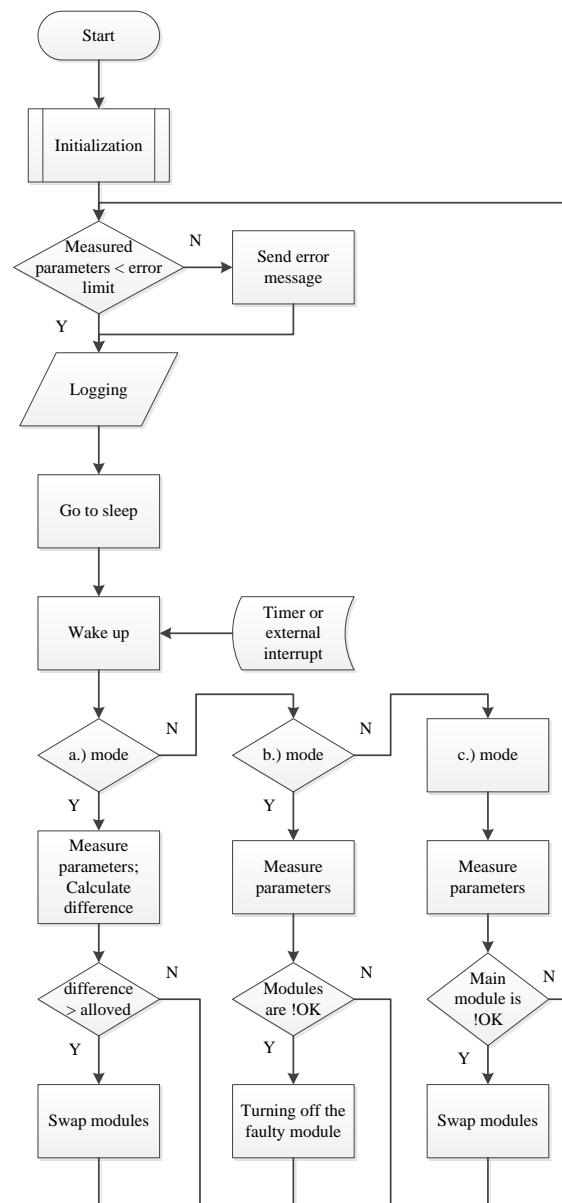 Start
Initialization
Measured
parameters < error
limit
N
Send error
message
Y
Logging
Go to sleep
Wake up
Timer or
external
interrupt
a.) mode
N
b.) mode
N
c.) mode
Y
Y
Measure
parameters;
Calculate
difference
Measure
parameters
Measure
parameters
difference
> alloved
N
Modules
are !OK
N
Main
module is
!OK
N
Y
Y
Y
Swap modules
Turning off the
faulty module
Swap modules